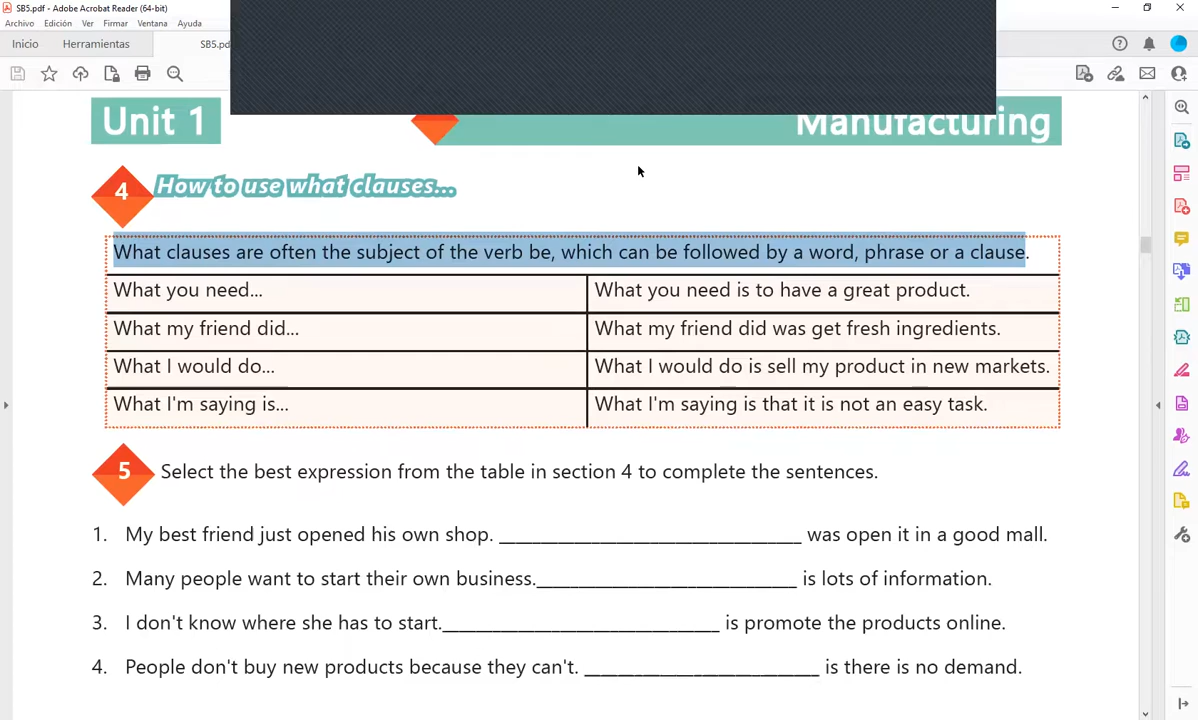 SB5.pdf - Adobe Acrobat Reader (64-bit)
Archivo Edición Ver Firmar Ventana Ayuda
Inicio Herramientas SB5.pd
Unit 1 Manufacturing
4 How to use what clauses...
What clauses are often the subject of the verb be, which can be followed by a word, phrase or a clause.
What you need... What you need is to have a great product.
What my friend did... What my friend did was get fresh ingredients.
What I would do... What I would do is sell my product in new markets.
What I'm saying is... What I'm saying is that it is not an easy task.
5 Select the best expression from the table in section 4 to complete the sentences.
1. My best friend just opened his own shop. ______________________________ was open it in a good mall.
2. Many people want to start their own business.__________________________ is lots of information.
3. I don't know where she has to start.____________________________ is promote the products online.
4. People don't buy new products because they can't. ________________________ is there is no demand.